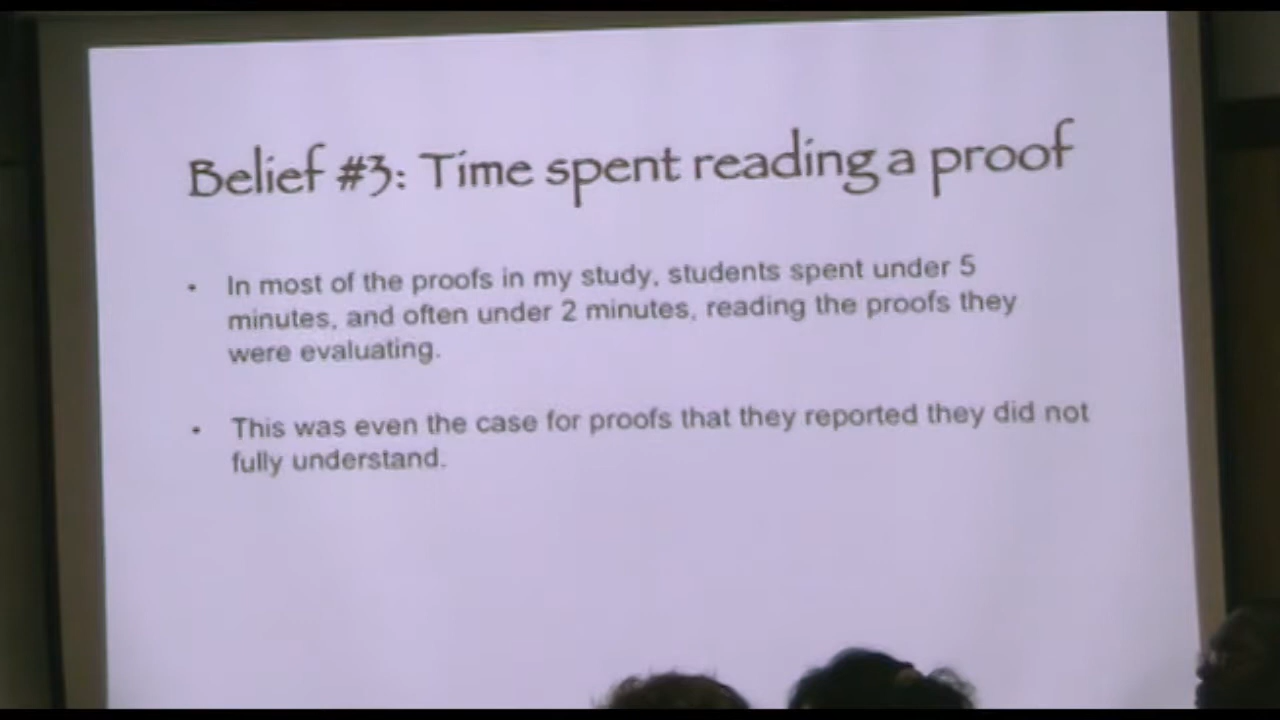 Belief #3: Time spent reading a proof
• In most of the proofs in my study, students spent under 5
minutes, and often under 2 minutes, reading the proofs they
were evaluating.
• This was even the case for proofs that they reported they did not
fully understand.